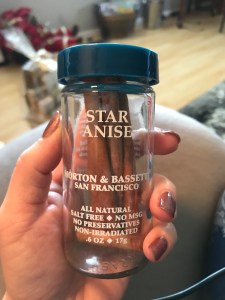 STAR
ANISE
MORTON & BASSETT
SAN FRANCISCO
ALL NATURAL
SALT FREE ◆ NO MSG
NO PRESERVATIVES
NON-IRRADIATED
.6 OZ ◆ 17g